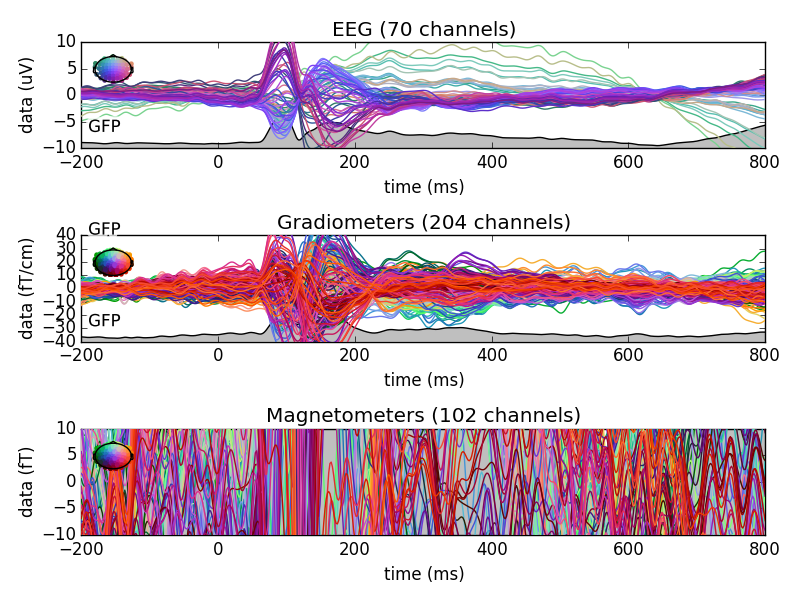 EEG (70 channels)
data (uV)
10
5
0
−5
−10
GFP
−200 0 200 400 600 800
time (ms)
Gradiometers (204 channels)
data (fT/cm)
GFP
40
30
20
10
0
−10
−20
−30
−40
GFP
−200 0 200 400 600 800
time (ms)
Magnetometers (102 channels)
data (fT)
10
5
0
−5
−10
−200 0 200 400 600 800
time (ms)